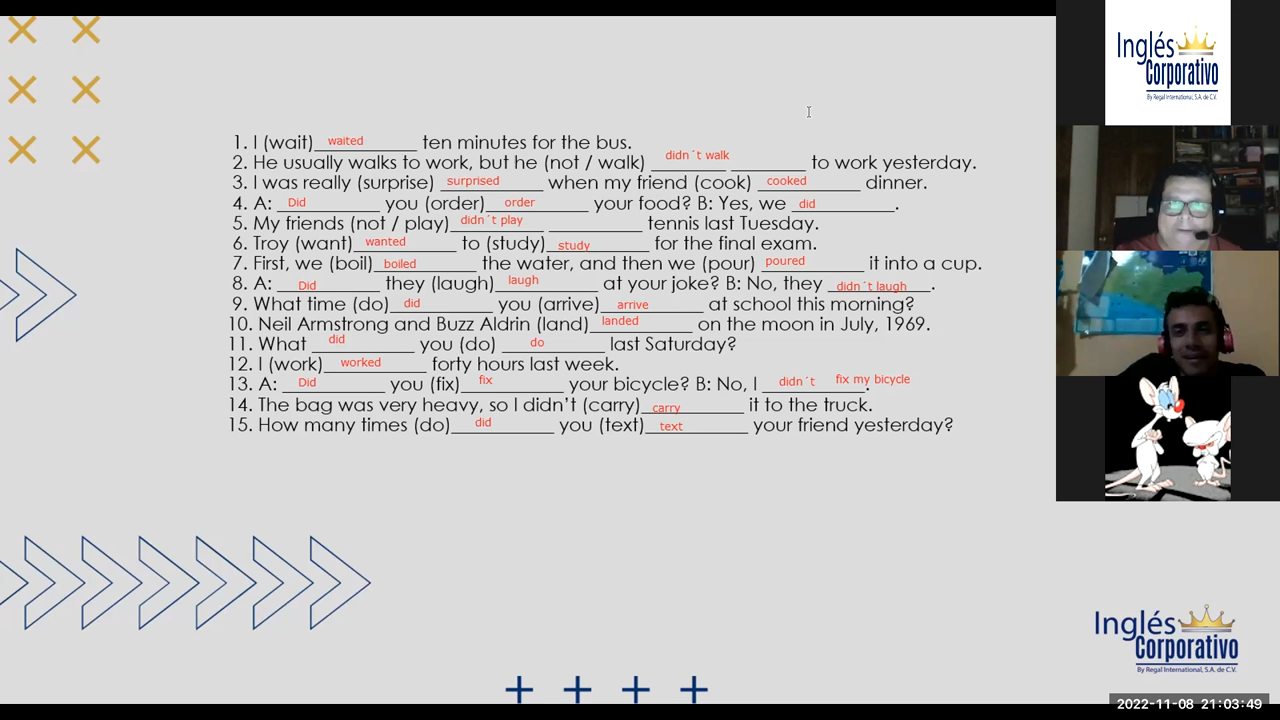 1. I (wait) waited ten minutes for the bus.
2. He usually walks to work, but he (not / walk) didn´t walk to work yesterday.
3. I was really (surprise) surprised when my friend (cook) cooked dinner.
4. A: Did you (order) order your food? B: Yes, we did.
5. My friends (not / play) didn´t play tennis last Tuesday.
6. Troy (want) wanted to (study) study for the final exam.
7. First, we (boil) boiled the water, and then we (pour) poured it into a cup.
8. A: Did they (laugh) laugh at your joke? B: No, they didn´t laugh.
9. What time (do) did you (arrive) arrive at school this morning?
10. Neil Armstrong and Buzz Aldrin (land) landed on the moon in July, 1969.
11. What did you (do) do last Saturday?
12. I (work) worked forty hours last week.
13. A: Did you (fix) fix your bicycle? B: No, I didn´t fix my bicycle.
14. The bag was very heavy, so I didn’t (carry) carry it to the truck.
15. How many times (do) did you (text) text your friend yesterday?
Inglés
Corporativo
By Regal International, S.A. de C.V.
Inglés
Corporativo
By Regal International, S.A. de C.V.
2022-11-08 21:03:49